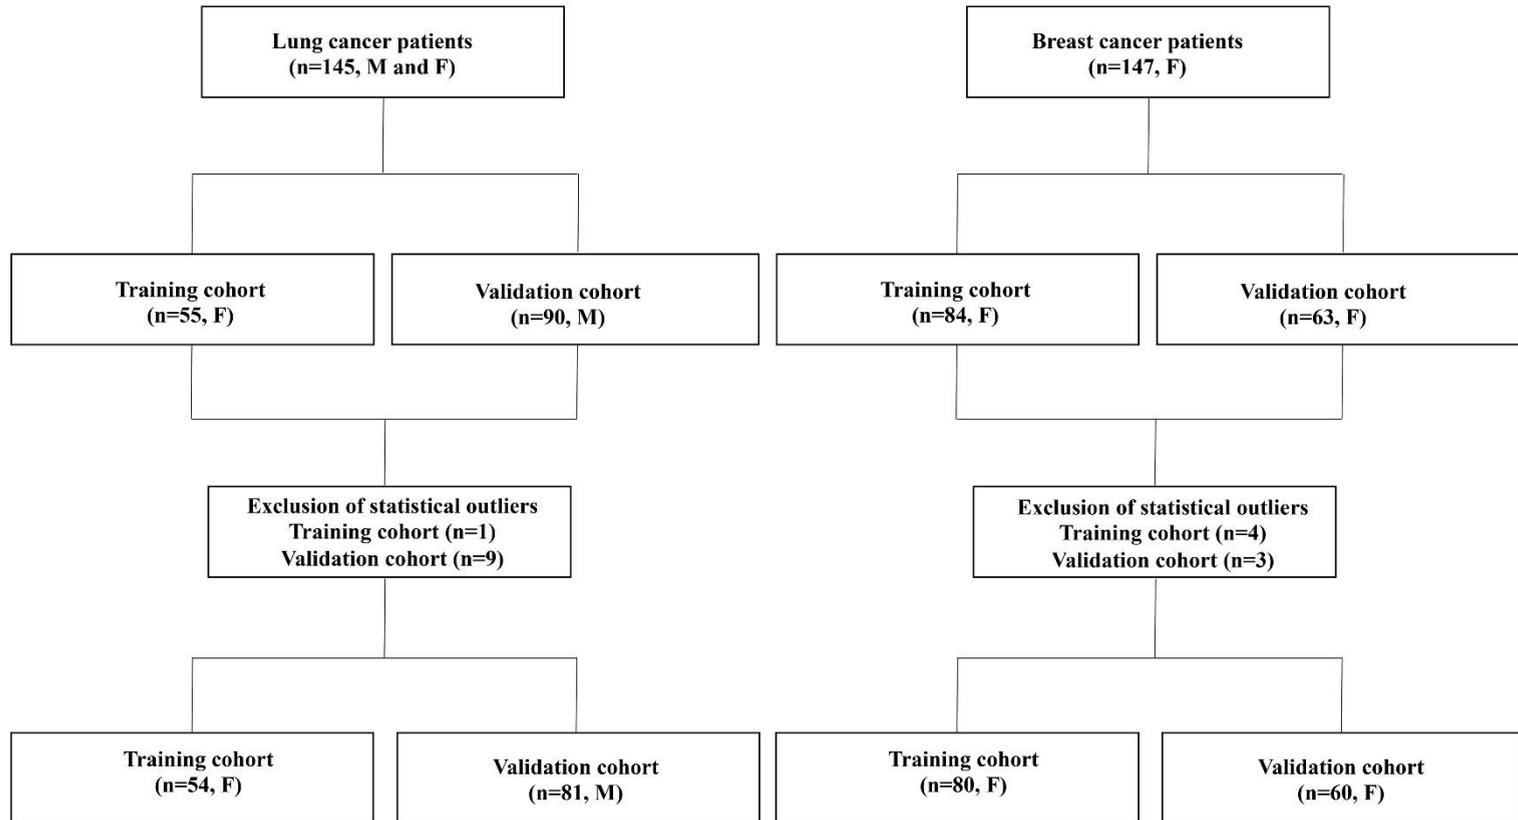 Lung cancer patients
(n=145, M and F)
Breast cancer patients
(n=147, F)
Training cohort
(n=55, F)
Validation cohort
(n=90, M)
Training cohort
(n=84, F)
Validation cohort
(n=63, F)
Exclusion of statistical outliers
Training cohort (n=1)
Validation cohort (n=9)
Exclusion of statistical outliers
Training cohort (n=4)
Validation cohort (n=3)
Training cohort
(n=54, F)
Validation cohort
(n=81, M)
Training cohort
(n=80, F)
Validation cohort
(n=60, F)